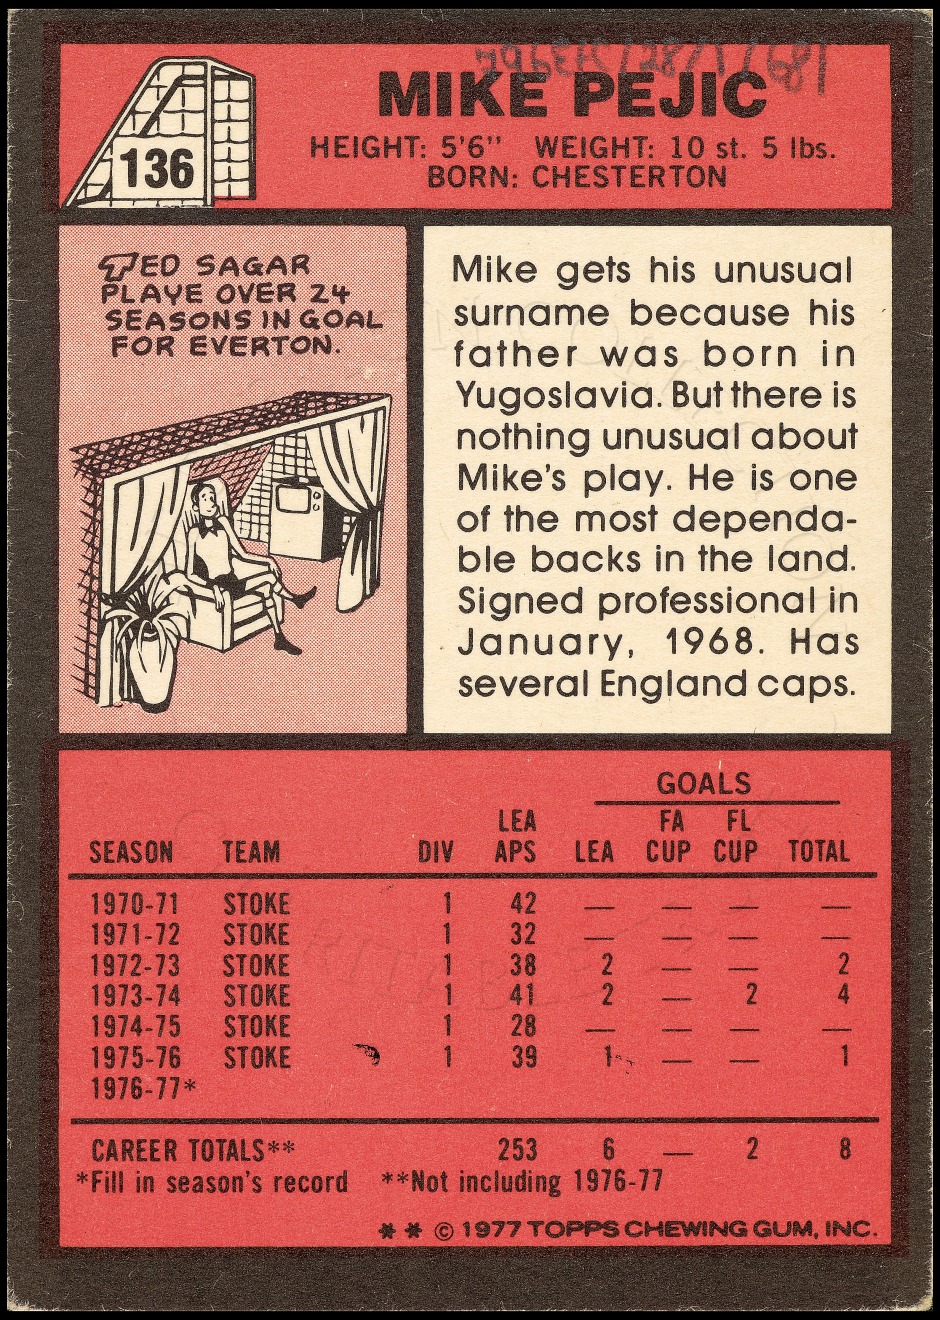 136
MIKE PEJIC
HEIGHT: 5'6" WEIGHT: 10 st. 5 lbs.
BORN: CHESTERTON
TED SAGAR
PLAYE OVER 24
SEASONS IN GOAL
FOR EVERTON.
Mike gets his unusual
surname because his
father was born in
Yugoslavia. But there is
nothing unusual about
Mike's play. He is one
of the most dependa-
ble backs in the land.
Signed professional in
January, 1968. Has
several England caps.
GOALS
LEA FA FL
SEASON TEAM DIV APS LEA CUP CUP TOTAL
1970-71 STOKE 1 42 — — — —
1971-72 STOKE 1 32 — — — —
1972-73 STOKE 1 38 2 — — 2
1973-74 STOKE 1 41 2 — 2 4
1974-75 STOKE 1 28 — — — —
1975-76 STOKE 1 39 1 — — 1
1976-77*
CAREER TOTALS** 253 6 — 2 8
*Fill in season's record **Not including 1976-77
* * © 1977 TOPPS CHEWING GUM, INC.